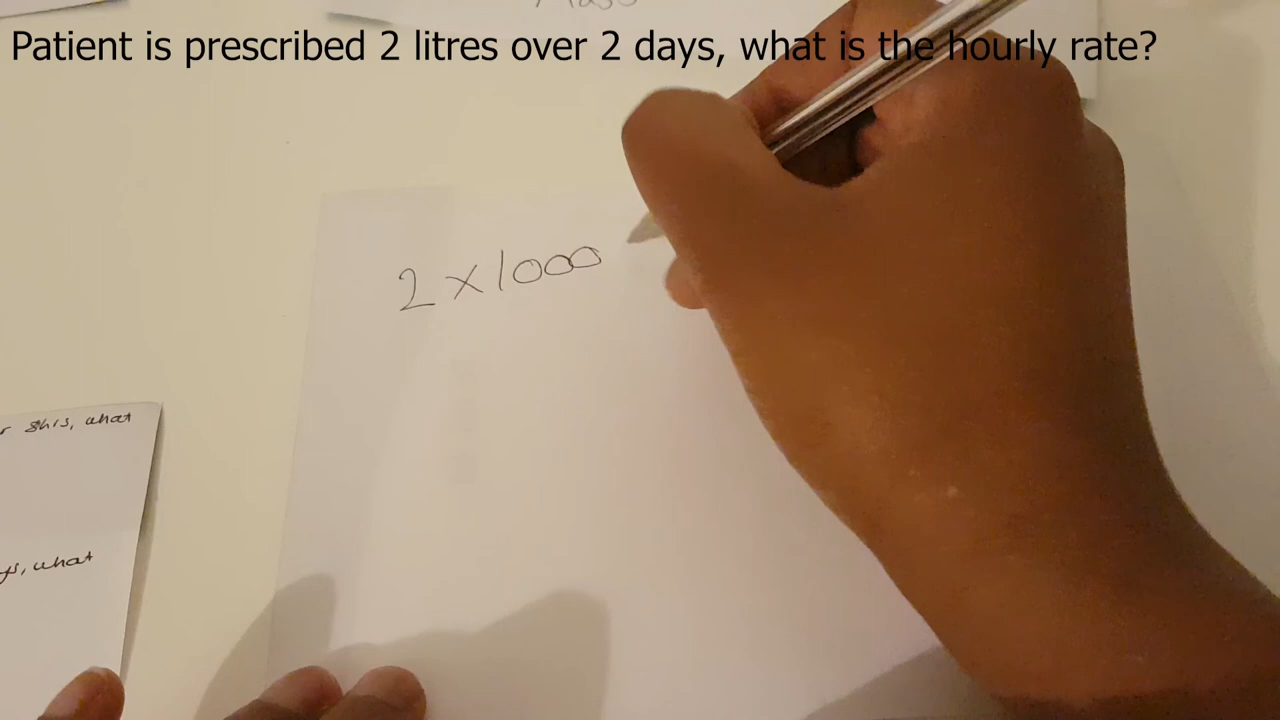 Patient is prescribed 2 litres over 2 days, what is the hourly rate?
2 x 1000
this, what
what